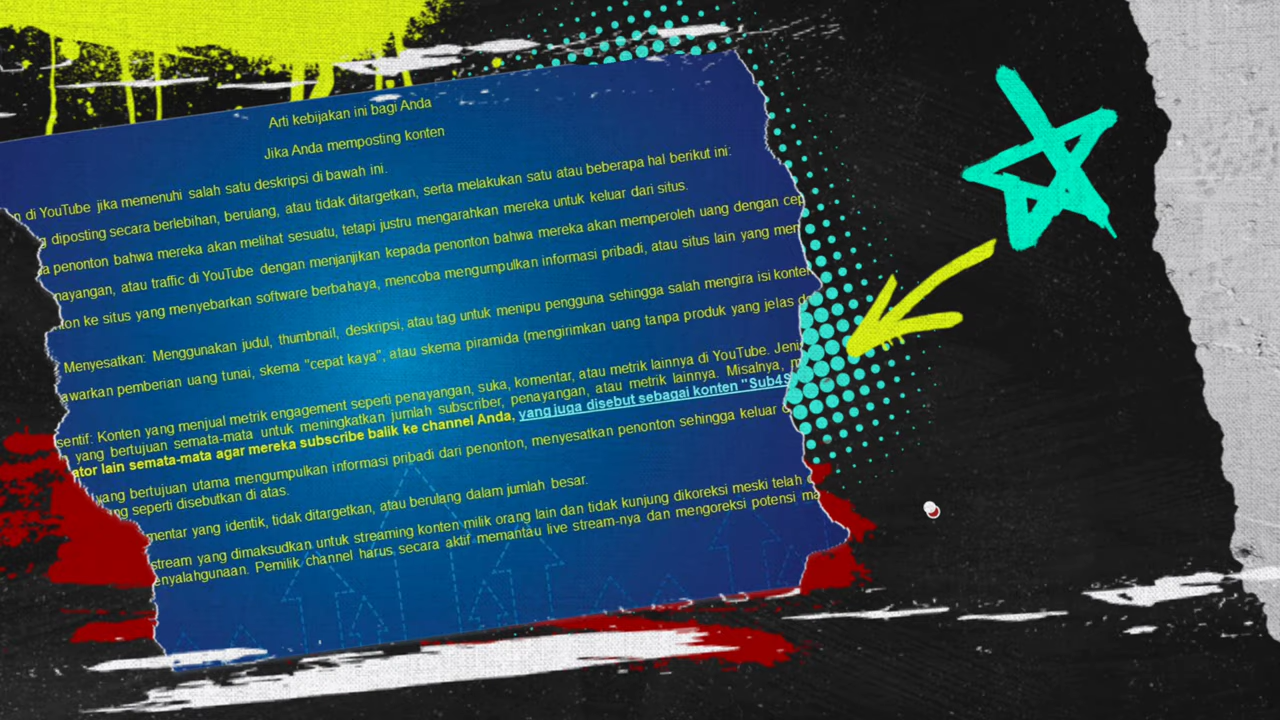 Arti kebijakan ini bagi Anda
Jika Anda memposting konten
di YouTube jika memenuhi salah satu deskripsi di bawah ini.
diposting secara berlebihan, berulang, atau tidak ditargetkan, serta melakukan satu atau beberapa hal berikut ini:
penonton bahwa mereka akan melihat sesuatu, tetapi justru mengarahkan mereka untuk keluar dari situs.
nayangan, atau traffic di YouTube dengan menjanjikan kepada penonton bahwa mereka akan memperoleh uang dengan cep
ton ke situs yang menyebarkan software berbahaya, mencoba mengumpulkan informasi pribadi, atau situs lain yang mem
Menyesatkan: Menggunakan judul, thumbnail, deskripsi, atau tag untuk menipu pengguna sehingga salah mengira isi konten
awarkan pemberian uang tunai, skema "cepat kaya", atau skema piramida (mengirimkan uang tanpa produk yang jelas d
sentif: Konten yang menjual metrik engagement seperti penayangan, suka, komentar, atau metrik lainnya di YouTube. Jeni
yang bertujuan semata-mata untuk meningkatkan jumlah subscriber, penayangan, atau metrik lainnya. Misalnya,
ator lain semata-mata agar mereka subscribe balik ke channel Anda, yang juga disebut sebagai konten "Sub4S
yang bertujuan utama mengumpulkan informasi pribadi dari penonton, menyesatkan penonton sehingga keluar
ng seperti disebutkan di atas.
mentar yang identik, tidak ditargetkan, atau berulang dalam jumlah besar.
stream yang dimaksudkan untuk streaming konten milik orang lain dan tidak kunjung dikoreksi meski telah
enyalahgunaan. Pemilik channel harus secara aktif memantau live stream-nya dan mengoreksi potensi ma